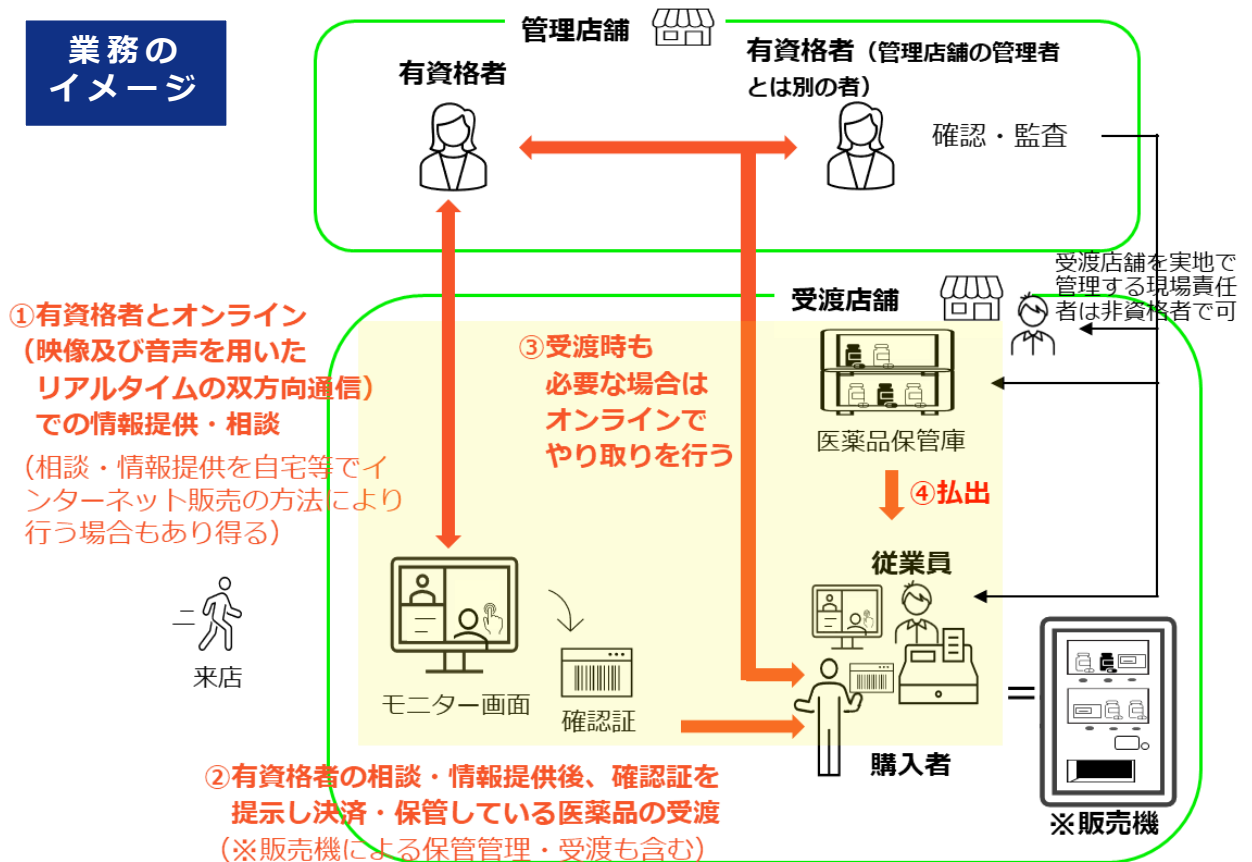 業務の
イメージ
管理店舗
有資格者
有資格者（管理店舗の管理者
とは別の者）
確認・監査
受渡店舗を実地で
管理する現場責任
者は非資格者で可
受渡店舗
①有資格者とオンライン
（映像及び音声を用いた
リアルタイムの双方向通信）
での情報提供・相談
（相談・情報提供を自宅等でイ
ンターネット販売の方法により
行う場合もあり得る）
③受渡時も
必要な場合は
オンラインで
やり取りを行う
医薬品保管庫
④払出
従業員
来店
モニター画面
確認証
＝
購入者
②有資格者の相談・情報提供後、確認証を
提示し決済・保管している医薬品の受渡
（※販売機による保管管理・受渡も含む）
※販売機